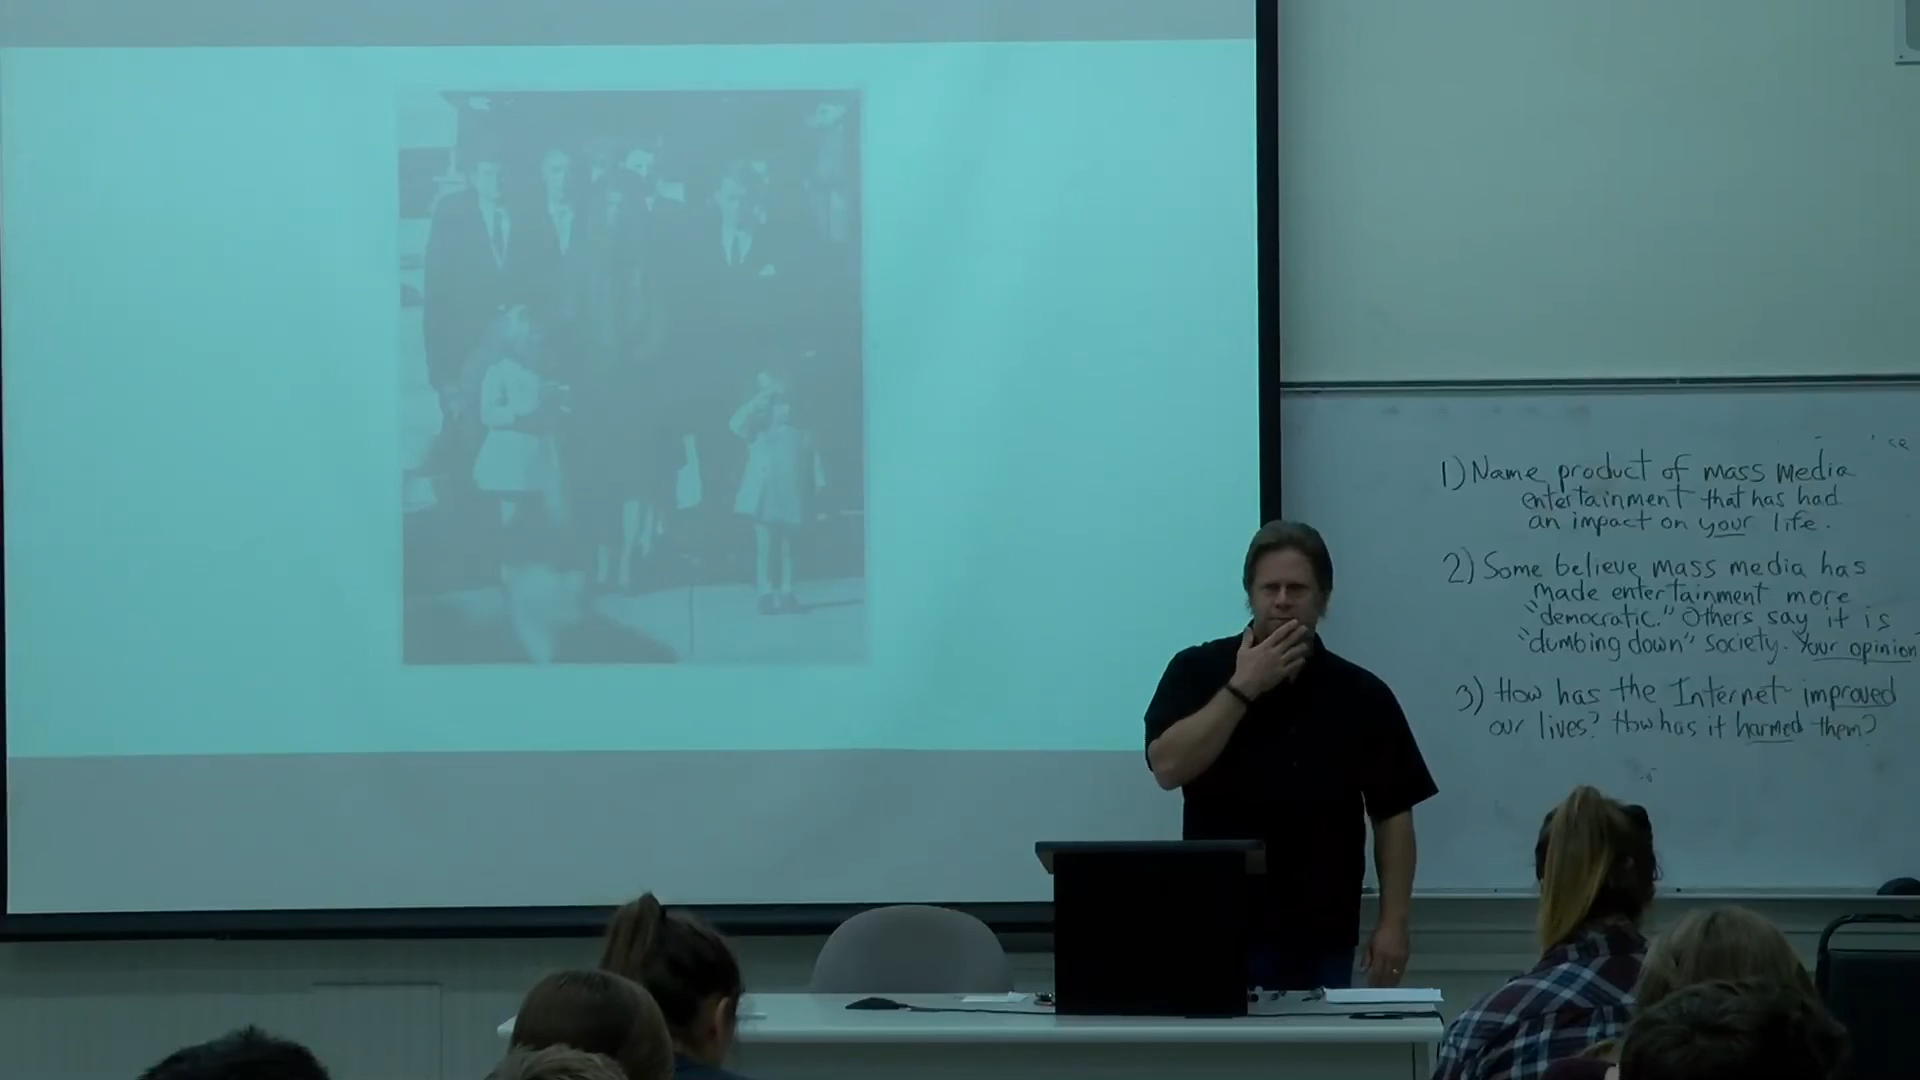 1) Name product of mass media
entertainment that has had
an impact on your life.
2) Some believe mass media has
made entertainment more
"democratic." Others say it is
"dumbing down" society. Your opinion
3) How has the Internet improved
our lives? How has it harmed them?